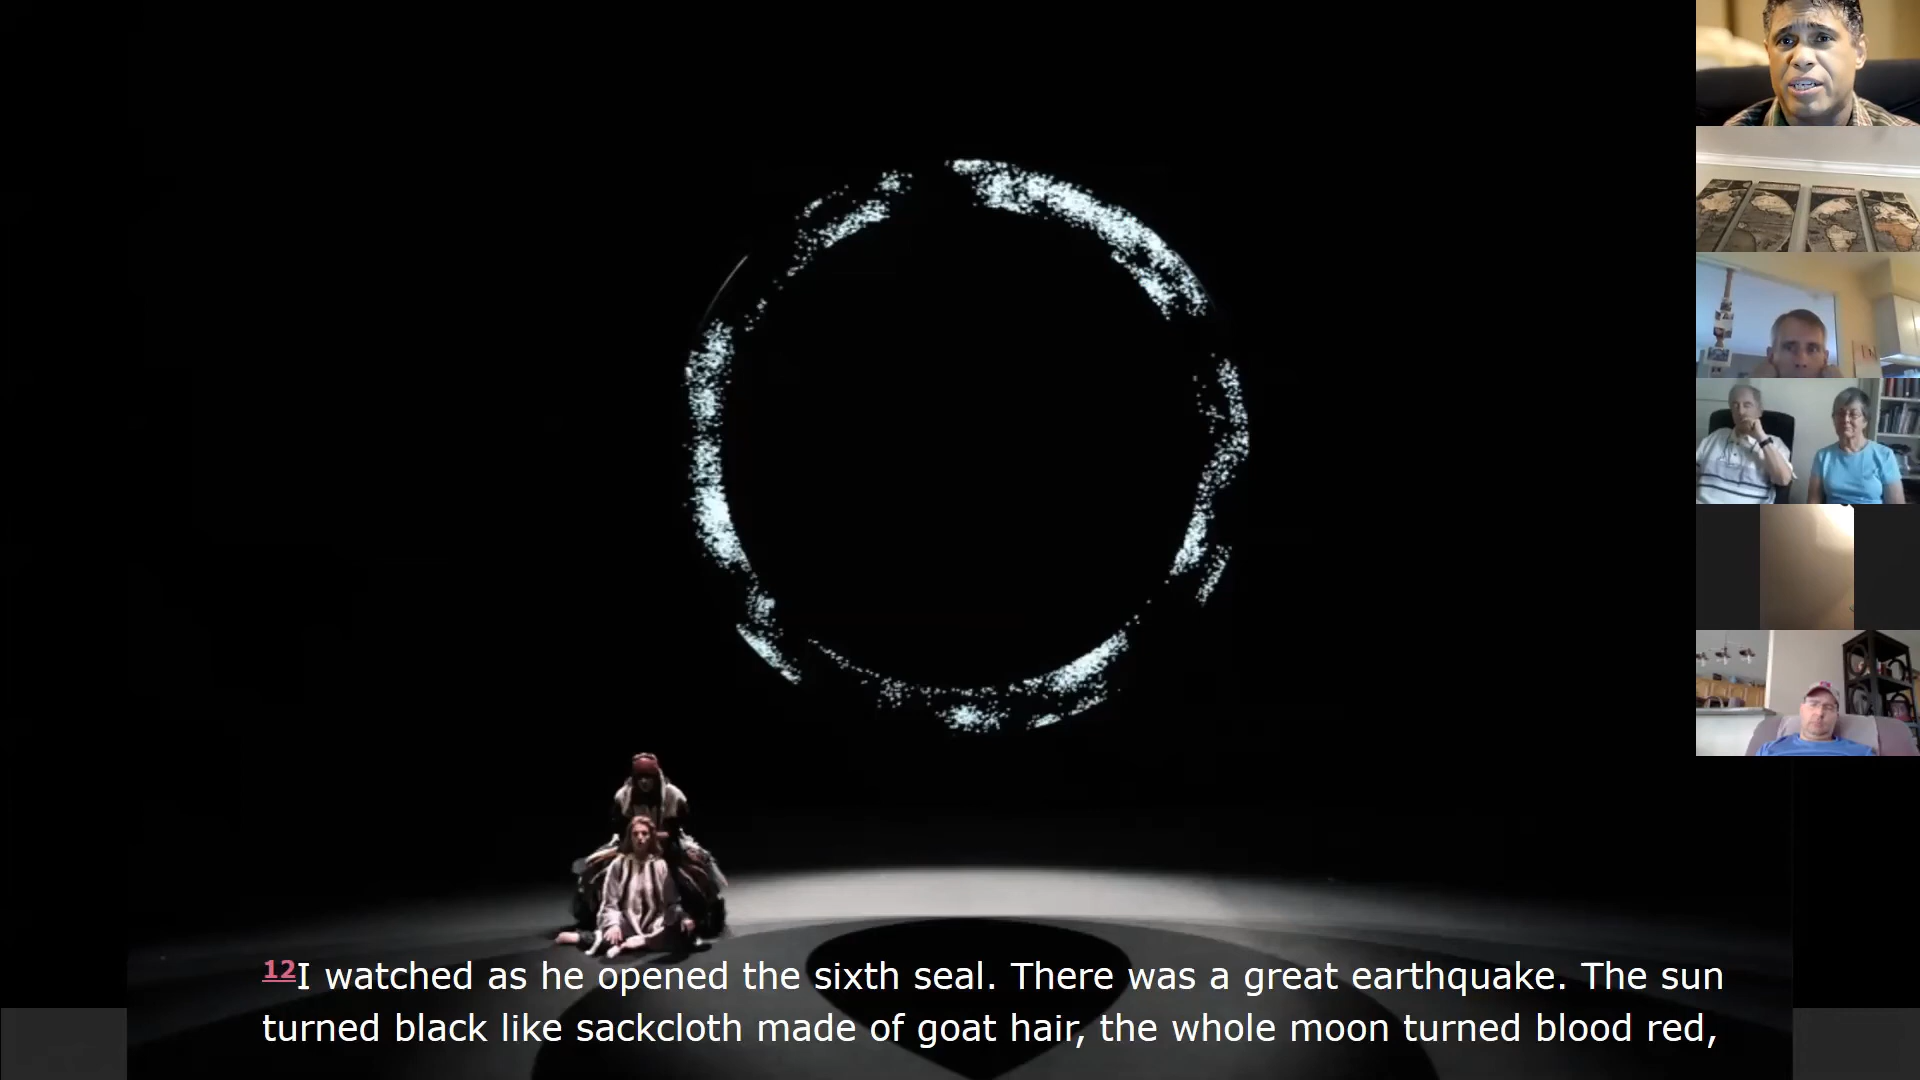 12I watched as he opened the sixth seal. There was a great earthquake. The sun
turned black like sackcloth made of goat hair, the whole moon turned blood red,